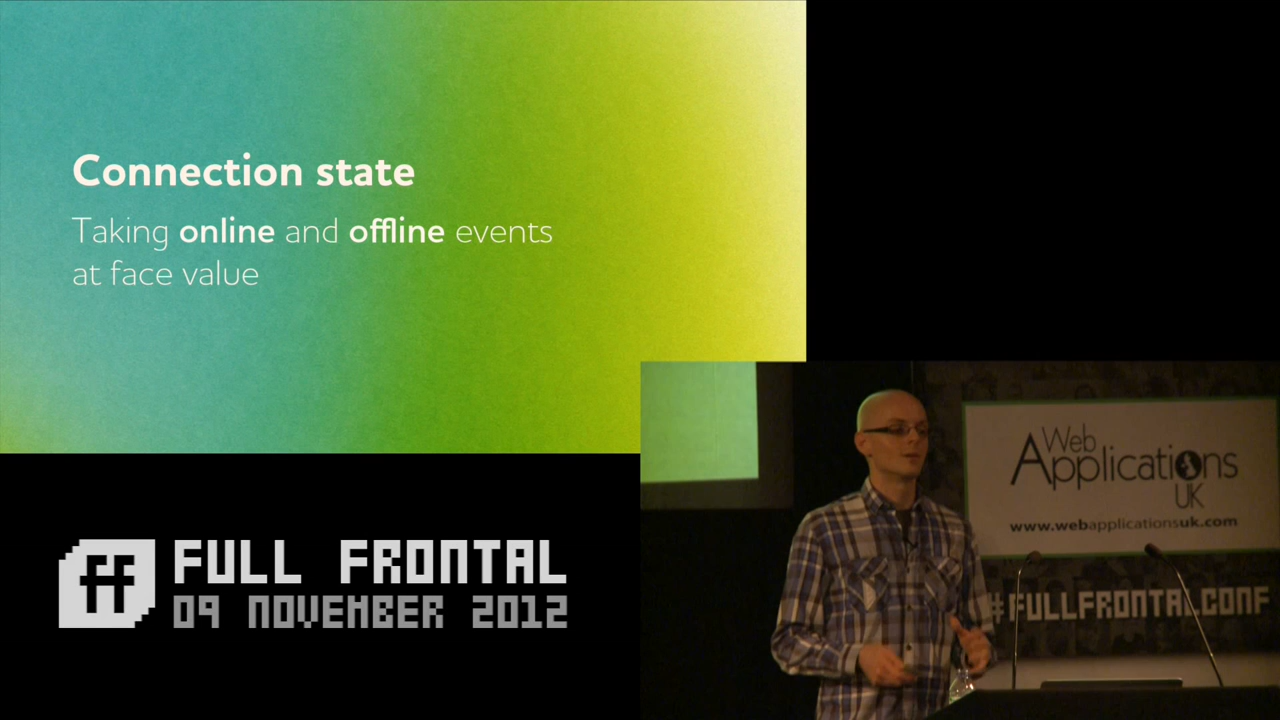 Connection state
Taking online and offline events
at face value
ff
FULL FRONTAL
09 NOVEMBER 2012
Web
Applications
UK
www.webapplicationsuk.com
#FULLFRONTALCONF